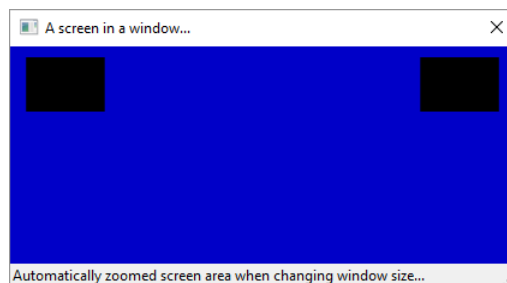 A screen in a window...
Automatically zoomed screen area when changing window size...